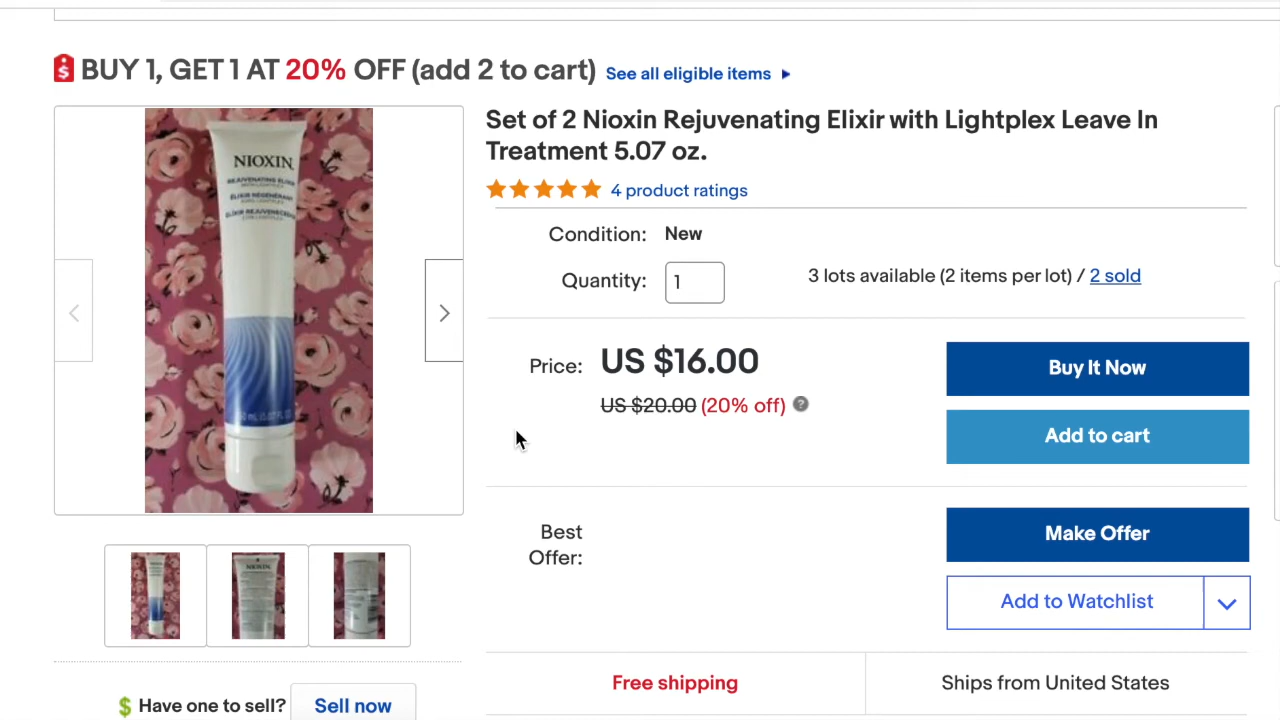 BUY 1, GET 1 AT 20% OFF (add 2 to cart) See all eligible items
Set of 2 Nioxin Rejuvenating Elixir with Lightplex Leave In
Treatment 5.07 oz.
4 product ratings
Condition: New
Quantity: 1
3 lots available (2 items per lot) / 2 sold
Price: US $16.00
US $20.00 (20% off)
Buy It Now
Add to cart
Best
Offer:
Make Offer
Add to Watchlist
Free shipping
Ships from United States
NIOXIN
REJUVENATING ELIXIR
NIOXIN
$ Have one to sell? Sell now